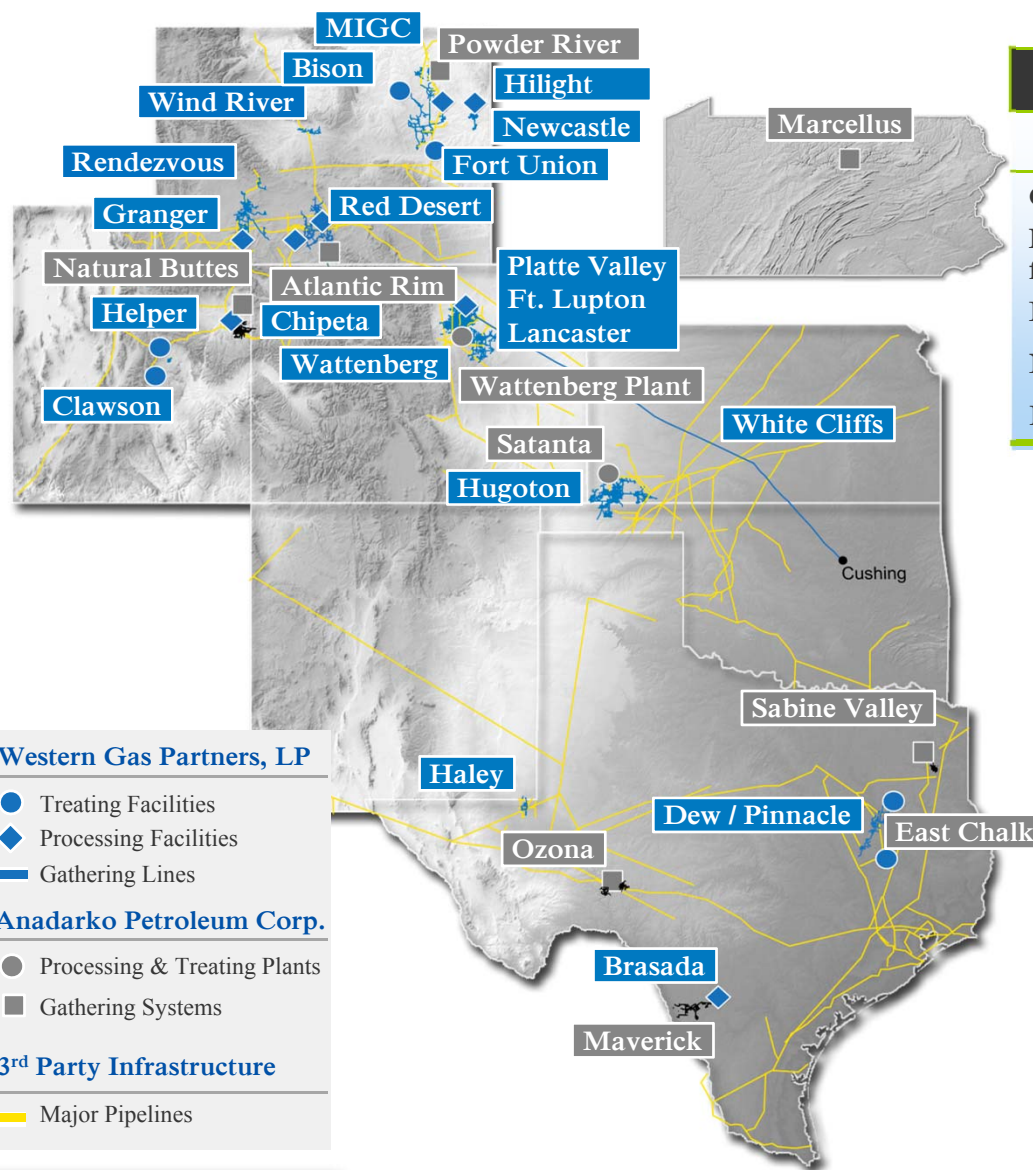 MIGC
Powder River
Bison
Hilight
Wind River
Newcastle
Marcellus
Fort Union
Rendezvous
Granger
Red Desert
Natural Buttes
Atlantic Rim
Platte Valley
Ft. Lupton
Lancaster
Helper
Chipeta
Wattenberg
Wattenberg Plant
Clawson
White Cliffs
Satanta
Hugoton
Cushing
Sabine Valley
Haley
Dew / Pinnacle
East Chalk
Ozona
Brasada
Maverick
Western Gas Partners, LP
Treating Facilities
Processing Facilities
Gathering Lines
Anadarko Petroleum Corp.
Processing & Treating Plants
Gathering Systems
3rd Party Infrastructure
Major Pipelines